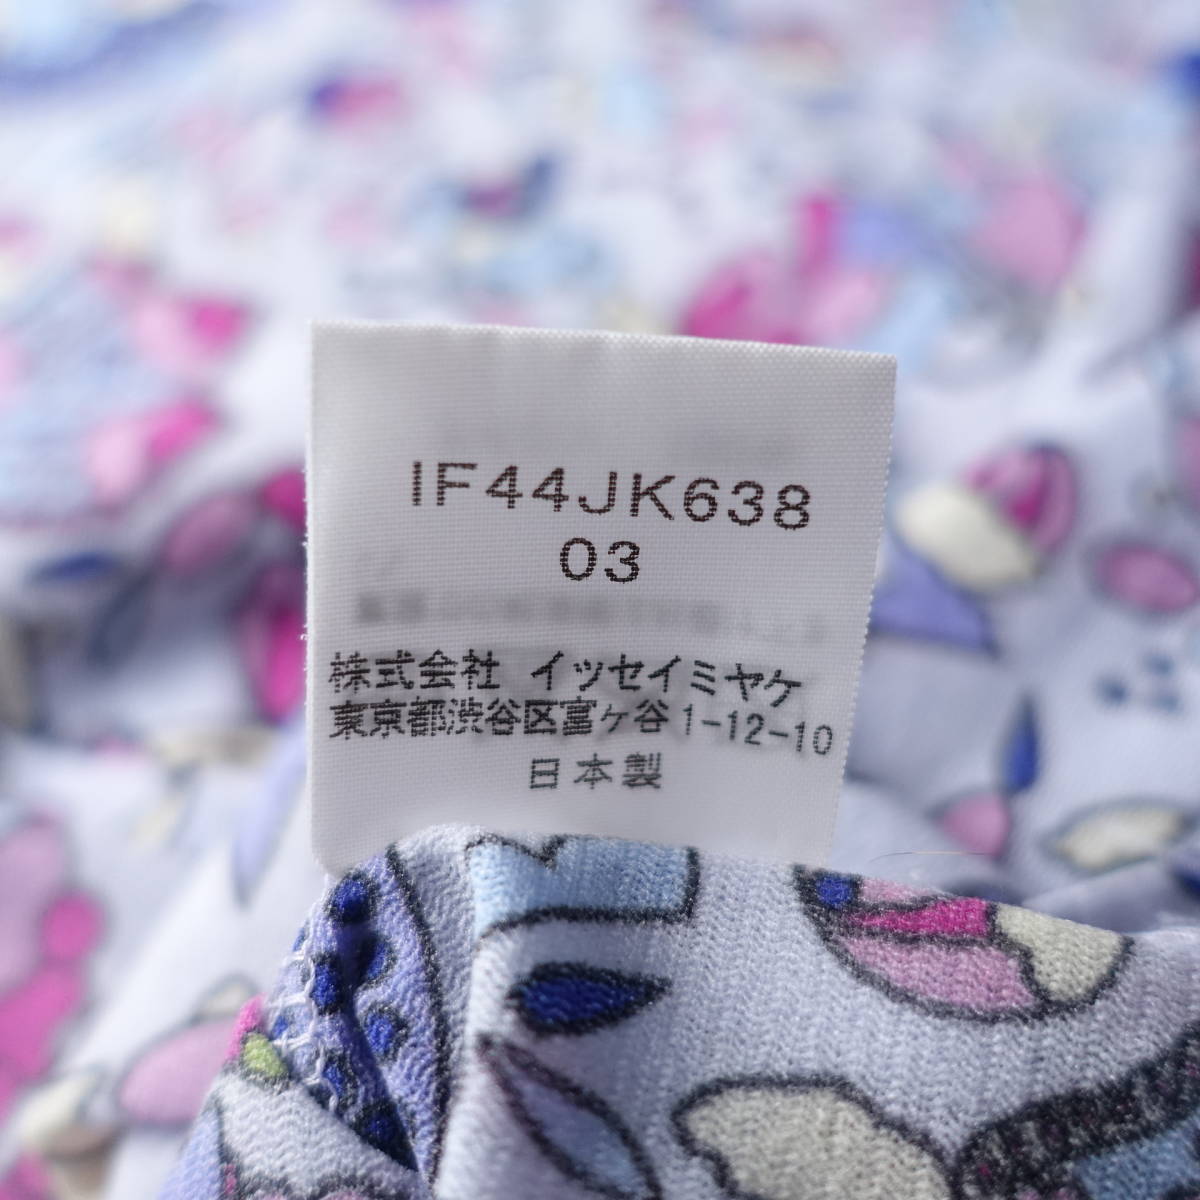 IF44JK638
03
株式会社 イッセイミヤケ
東京都渋谷区富ヶ谷1-12-10
日本製